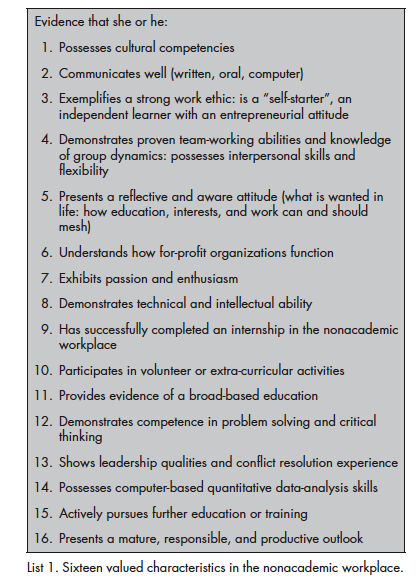 Evidence that she or he:
1. Possesses cultural competencies
2. Communicates well (written, oral, computer)
3. Exemplifies a strong work ethic: is a “self-starter”, an
independent learner with an entrepreneurial attitude
4. Demonstrates proven team-working abilities and knowledge
of group dynamics: possesses interpersonal skills and
flexibility
5. Presents a reflective and aware attitude (what is wanted in
life: how education, interests, and work can and should
mesh)
6. Understands how for-profit organizations function
7. Exhibits passion and enthusiasm
8. Demonstrates technical and intellectual ability
9. Has successfully completed an internship in the nonacademic
workplace
10. Participates in volunteer or extra-curricular activities
11. Provides evidence of a broad-based education
12. Demonstrates competence in problem solving and critical
thinking
13. Shows leadership qualities and conflict resolution experience
14. Possesses computer-based quantitative data-analysis skills
15. Actively pursues further education or training
16. Presents a mature, responsible, and productive outlook
List 1. Sixteen valued characteristics in the nonacademic workplace.